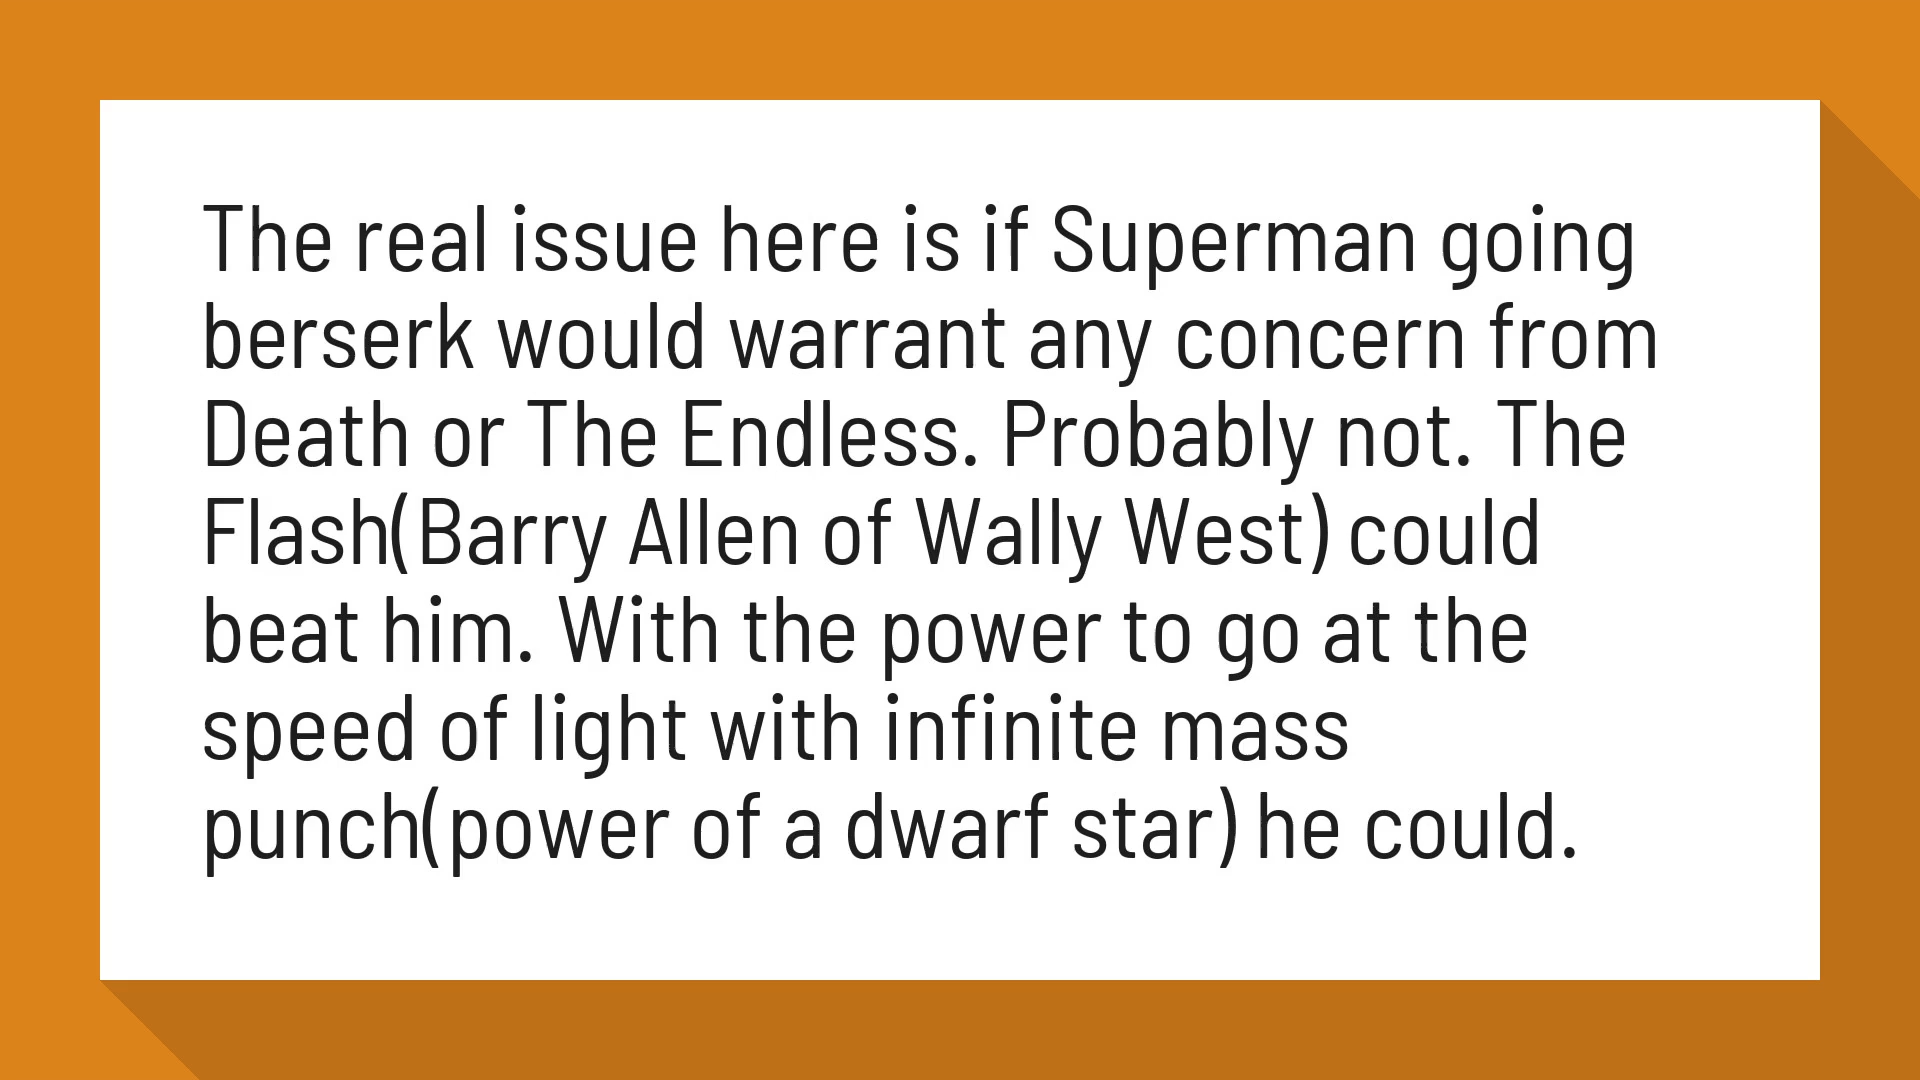 The real issue here is if Superman going
berserk would warrant any concern from
Death or The Endless. Probably not. The
Flash(Barry Allen of Wally West) could
beat him. With the power to go at the
speed of light with infinite mass
punch(power of a dwarf star) he could.